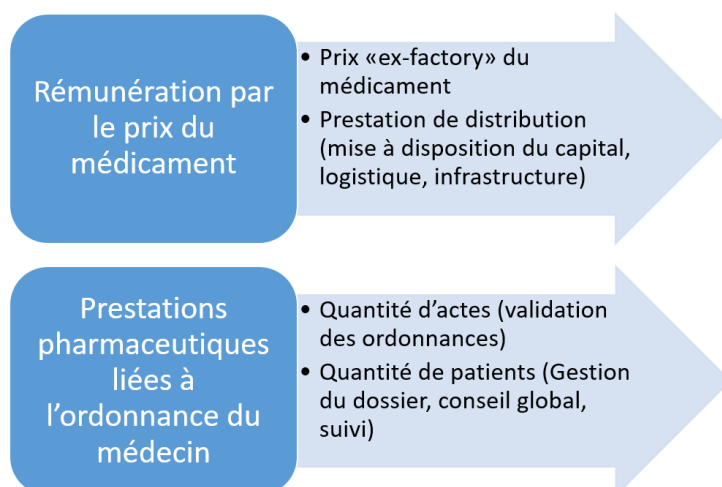 Rémunération par
le prix du
médicament
• Prix «ex-factory» du
médicament
• Prestation de distribution
(mise à disposition du capital,
logistique, infrastructure)
Prestations
pharmaceutiques
liées à
l’ordonnance du
médecin
• Quantité d’actes (validation
des ordonnances)
• Quantité de patients (Gestion
du dossier, conseil global,
suivi)